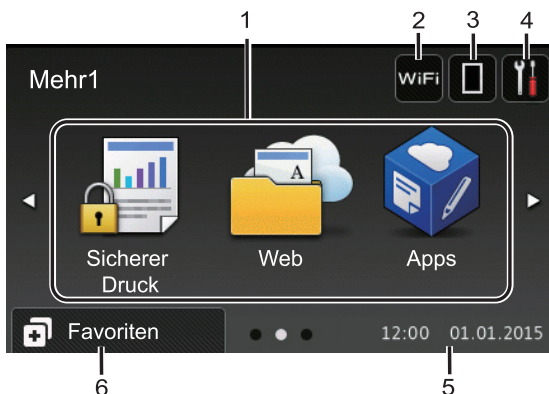 1 2 3 4
Mehr1
WiFi
A
Sicherer
Druck
Web
Apps
Favoriten
12:00 01.01.2015
6 5